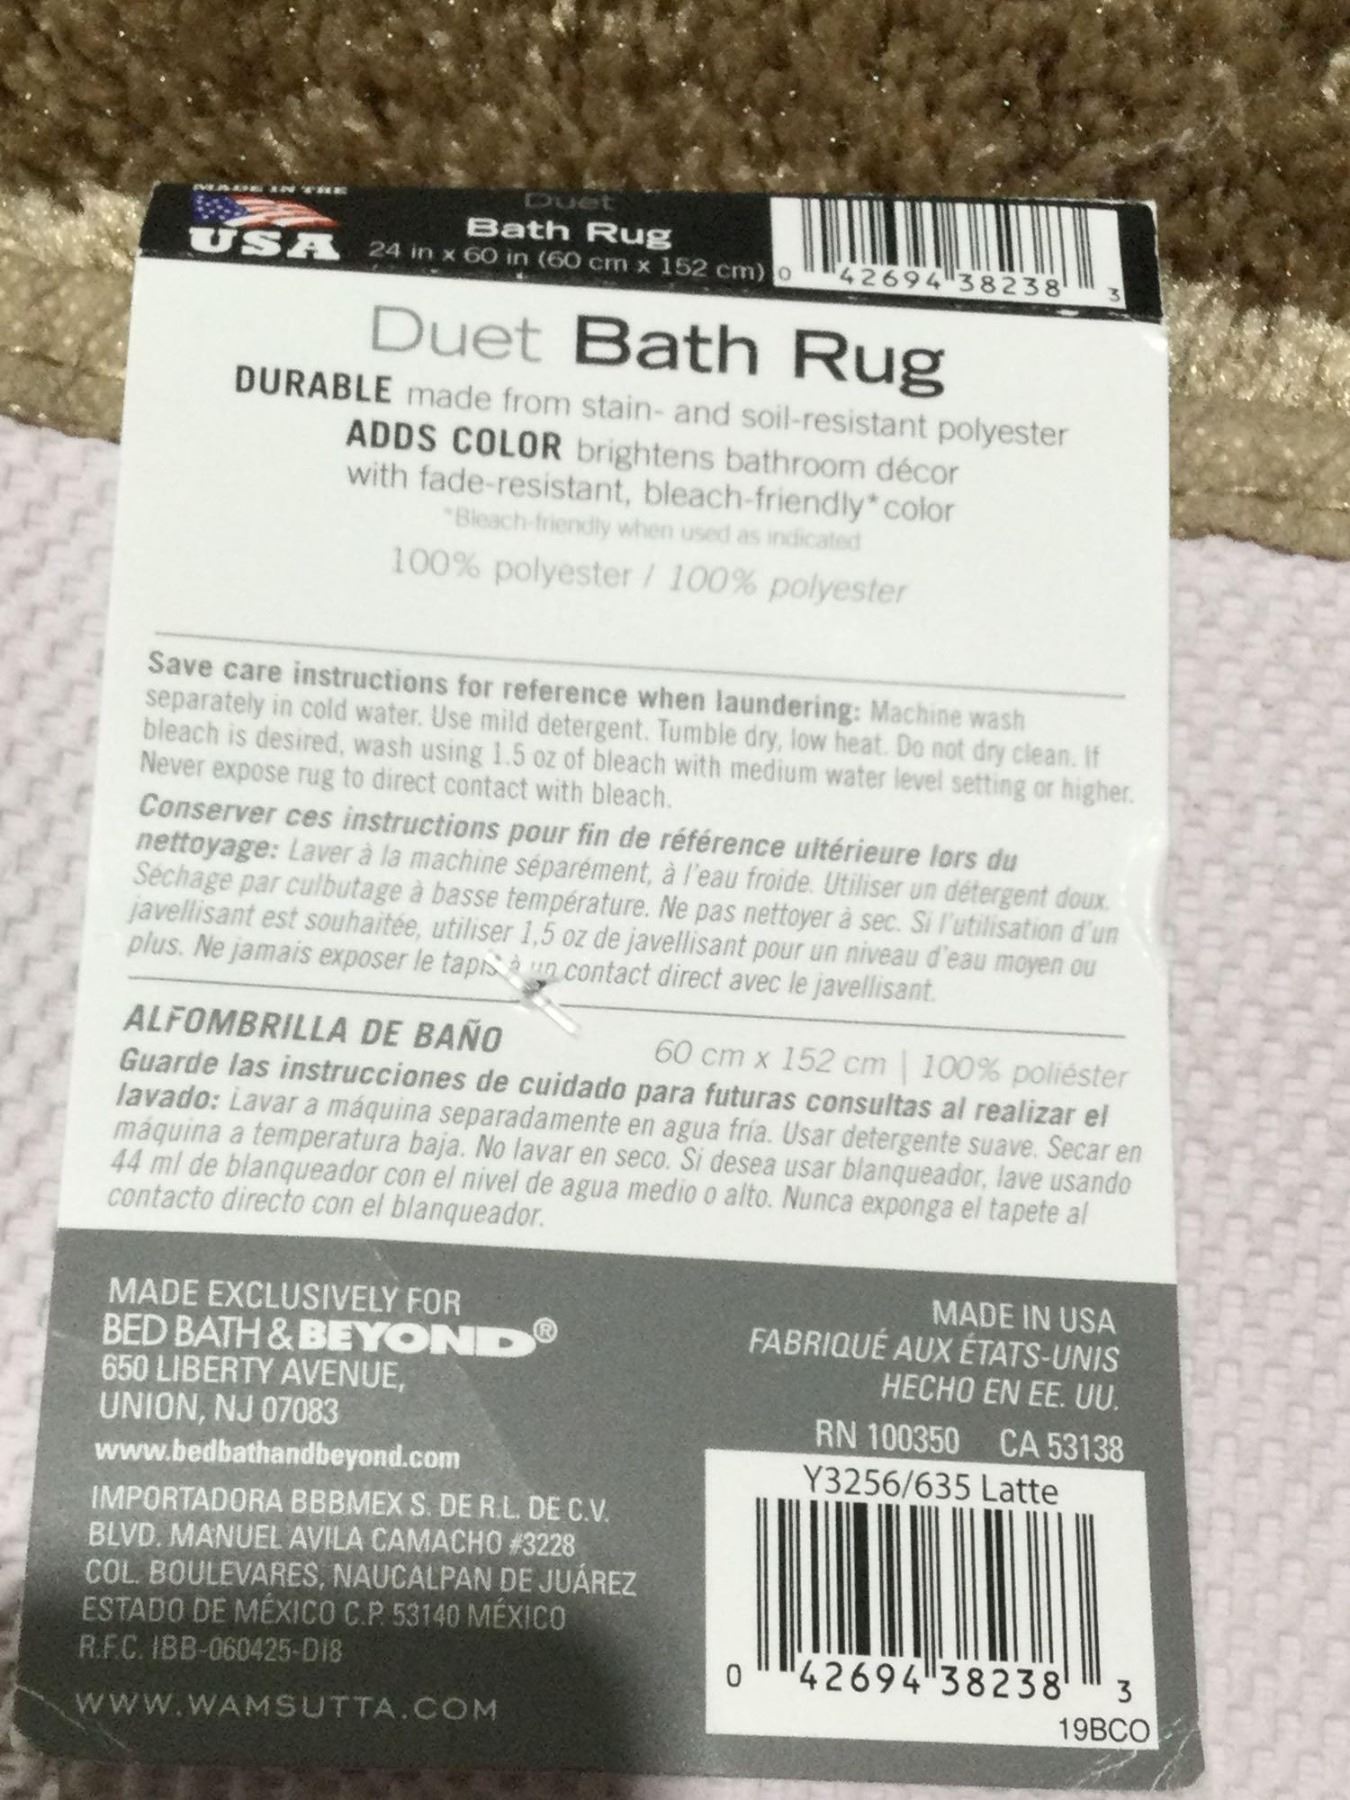 MADE IN THE
USA
Duet
Bath Rug
24 in x 60 in (60 cm x 152 cm)
0 42694 38238 3
Duet Bath Rug
DURABLE made from stain- and soil-resistant polyester
ADDS COLOR brightens bathroom décor
with fade-resistant, bleach-friendly* color
*Bleach-friendly when used as indicated
100% polyester / 100% polyester
Save care instructions for reference when laundering: Machine wash
separately in cold water. Use mild detergent. Tumble dry, low heat. Do not dry clean. If
bleach is desired, wash using 1.5 oz of bleach with medium water level setting or higher.
Never expose rug to direct contact with bleach.
Conserver ces instructions pour fin de référence ultérieure lors du
nettoyage: Laver à la machine séparément, à l'eau froide. Utiliser un détergent doux.
Séchage par culbutage à basse température. Ne pas nettoyer à sec. Si l'utilisation d'un
javellisant est souhaitée, utiliser 1,5 oz de javellisant pour un niveau d'eau moyen ou
plus. Ne jamais exposer le tapis à un contact direct avec le javellisant.
ALFOMBRILLA DE BAÑO
60 cm x 152 cm | 100% poliéster
Guarde las instrucciones de cuidado para futuras consultas al realizar el
lavado: Lavar a máquina separadamente en agua fría. Usar detergente suave. Secar en
máquina a temperatura baja. No lavar en seco. Si desea usar blanqueador, lave usando
44 ml de blanqueador con el nivel de agua medio o alto. Nunca exponga el tapete al
contacto directo con el blanqueador.
MADE EXCLUSIVELY FOR
BED BATH & BEYOND®
650 LIBERTY AVENUE,
UNION, NJ 07083
www.bedbathandbeyond.com
IMPORTADORA BBBMEX S. DE R.L. DE C.V.
BLVD. MANUEL AVILA CAMACHO #3228
COL. BOULEVARES, NAUCALPAN DE JUÁREZ
ESTADO DE MÉXICO C.P. 53140 MÉXICO
R.F.C. IBB-060425-DI8
WWW.WAMSUTTA.COM
MADE IN USA
FABRIQUÉ AUX ÉTATS-UNIS
HECHO EN EE. UU.
RN 100350 CA 53138
Y3256/635 Latte
0 42694 38238 3
19BCO